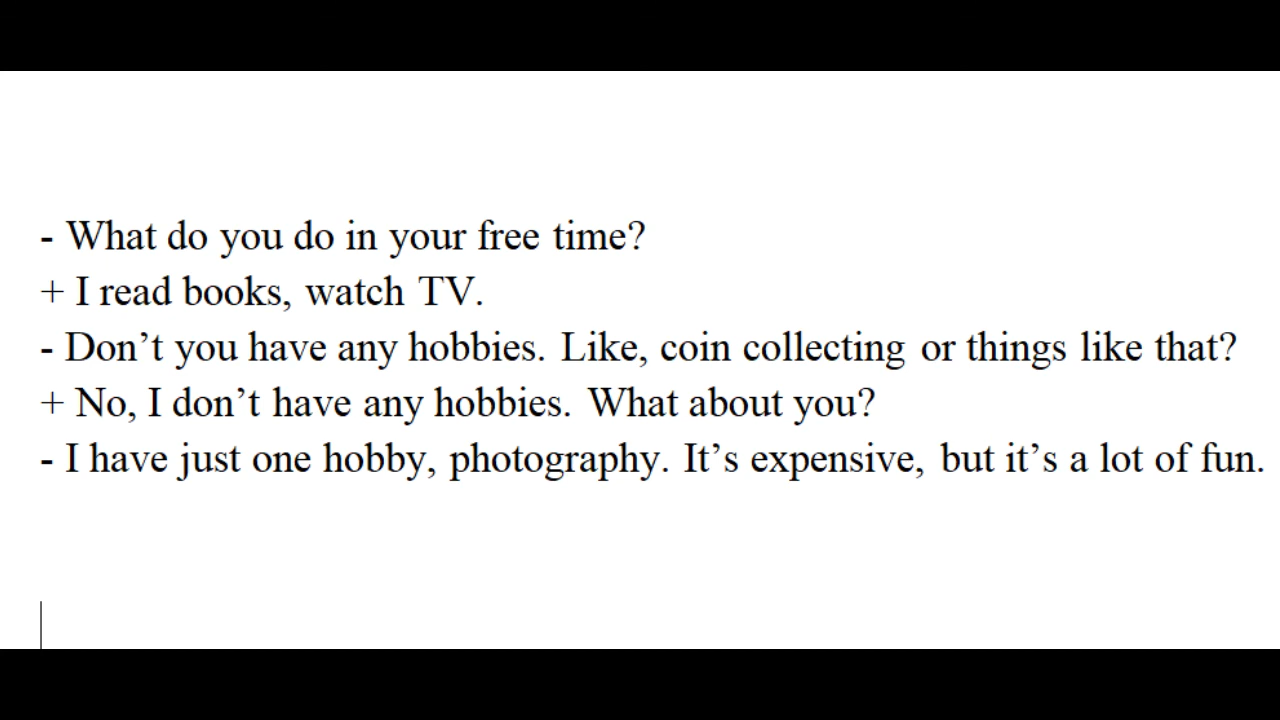 - What do you do in your free time?
+ I read books, watch TV.
- Don’t you have any hobbies. Like, coin collecting or things like that?
+ No, I don’t have any hobbies. What about you?
- I have just one hobby, photography. It’s expensive, but it’s a lot of fun.